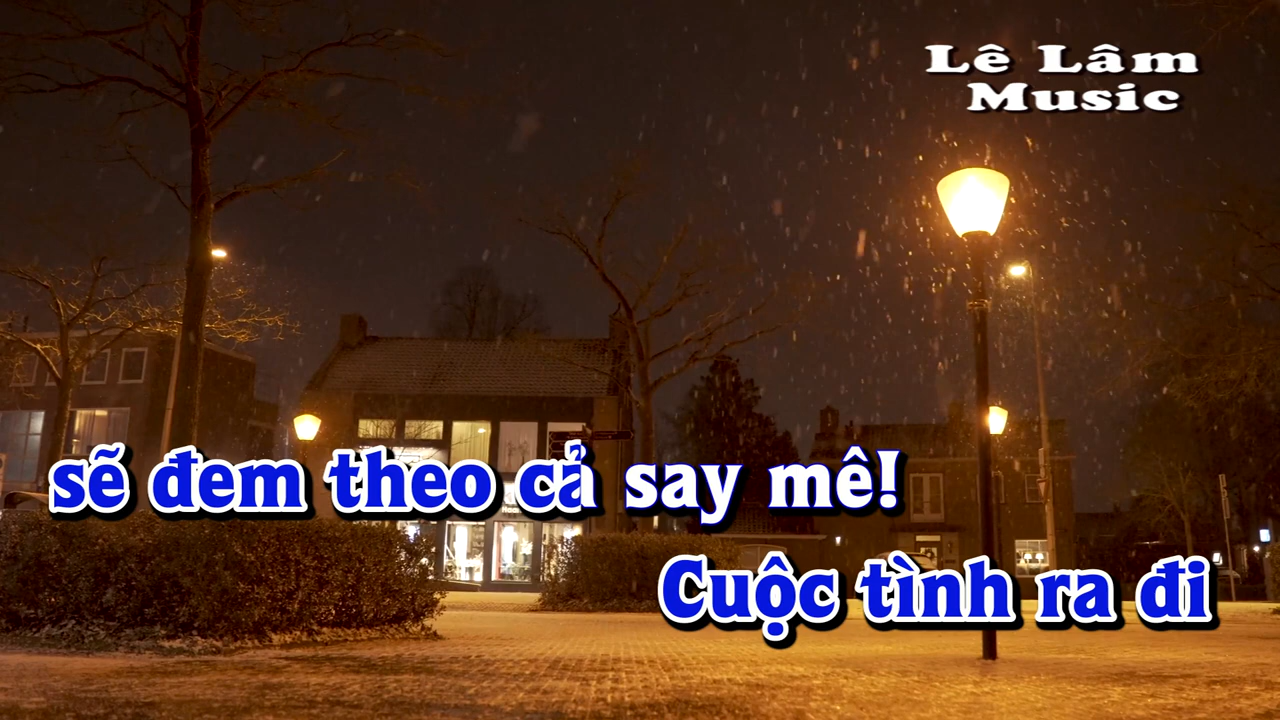 Lê Lâm
Music
sẽ đem theo cả say mê!
Cuộc tình ra đi